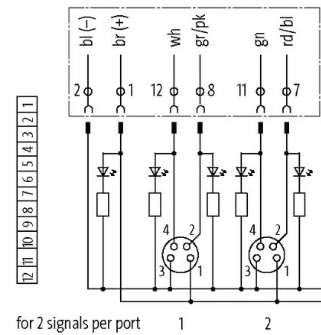 bl (–)
br (+)
wh
gr/pk
gn
rd/bl
2
1
12
8
11
7
12 11 10 9 8 7 6 5 4 3 2 1
4
2
3
1
4
2
3
1
for 2 signals per port
1
2